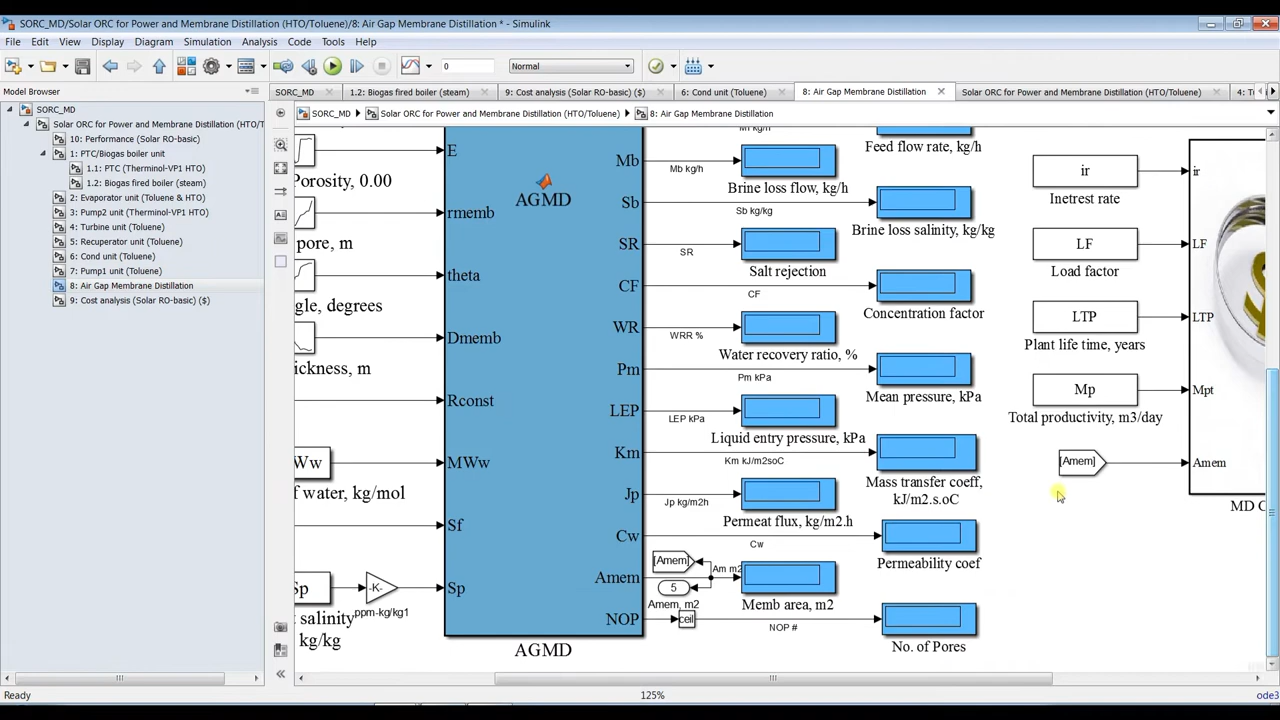 SORC_MD/Solar ORC for Power and Membrane Distillation (HTO/Toluene)/8: Air Gap Membrane Distillation * - Simulink
File Edit View Display Diagram Simulation Analysis Code Tools Help
0 Normal
Model Browser
SORC_MD 1.2: Biogas fired boiler (steam) 9: Cost analysis (Solar RO-basic) ($) 6: Cond unit (Toluene) 8: Air Gap Membrane Distillation Solar ORC for Power and Membrane Distillation (HTO/Toluene)
SORC_MD Solar ORC for Power and Membrane Distillation (HTO/Toluene) 8: Air Gap Membrane Distillation
SORC_MD
Solar ORC for Power and Membrane Distillation (HTO/T
10: Performance (Solar RO-basic)
1: PTC/Biogas boiler unit
1.1: PTC (Therminol-VP1 HTO)
1.2: Biogas fired boiler (steam)
2: Evaporator unit (Toluene & HTO)
3: Pump2 unit (Therminol-VP1 HTO)
4: Turbine unit (Toluene)
5: Recuperator unit (Toluene)
6: Cond unit (Toluene)
7: Pump1 unit (Toluene)
8: Air Gap Membrane Distillation
9: Cost analysis (Solar RO-basic) ($)
Porosity, 0.00
pore, m
gle, degrees
ickness, m
Ww
f water, kg/mol
Sp
-K-
ppm-kg/kg1
salinity
kg/kg
E
rmemb
theta
Dmemb
Rconst
MWw
Sf
Sp
AGMD
AGMD
Mb
Sb
SR
CF
WR
Pm
LEP
Km
Jp
Cw
Amem
NOP
Feed flow rate, kg/h
Mb kg/h
Brine loss flow, kg/h
Sb kg/kg
Brine loss salinity, kg/kg
SR
Salt rejection
CF
Concentration factor
WRR %
Water recovery ratio, %
Pm kPa
Mean pressure, kPa
LEP kPa
Liquid entry pressure, kPa
Km kJ/m2soC
Mass transfer coeff,
kJ/m2.s.oC
Jp kg/m2h
Permeat flux, kg/m2.h
Cw
Permeability coef
[Amem]
Am m2
5
Amem, m2
Memb area, m2
ceil
NOP #
No. of Pores
ir
ir
Inetrest rate
LF
LF
Load factor
LTP
LTP
Plant life time, years
Mp
Mpt
Total productivity, m3/day
[Amem]
Amem
MD C
Ready 125% ode3